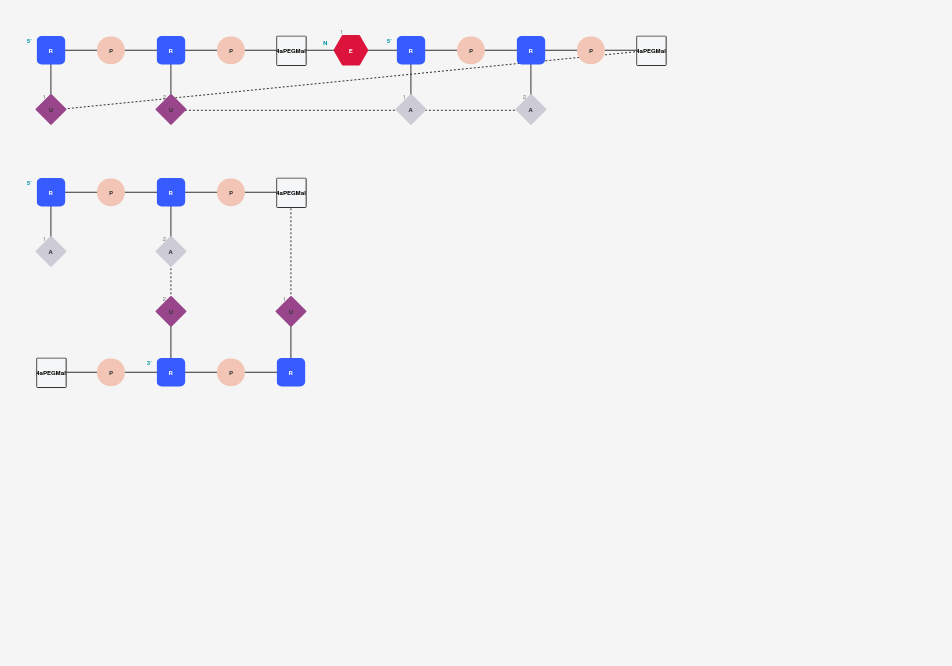 5' R P R P 4aPEGMal N 1 E 5' R P R P 4aPEGMal
1 U 2 U 1 A 2 A
5' R P R P 4aPEGMal
1 A 2 A
2 U 1 U
4aPEGMal P 3' R P R